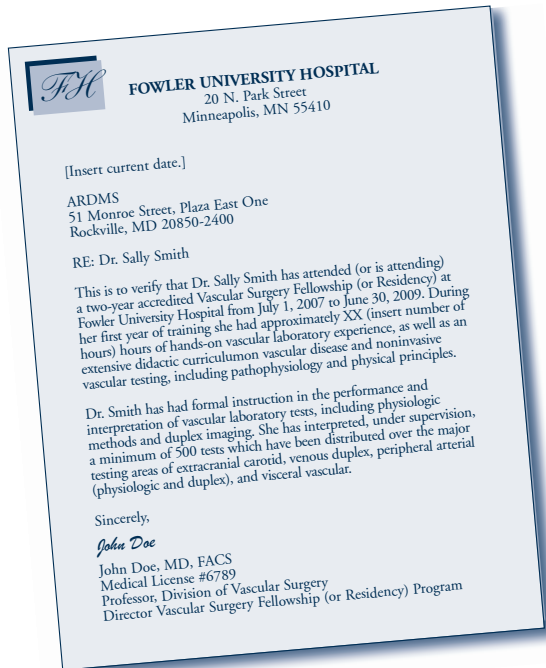 FH
FOWLER UNIVERSITY HOSPITAL
20 N. Park Street
Minneapolis, MN 55410
[Insert current date.]
ARDMS
51 Monroe Street, Plaza East One
Rockville, MD 20850-2400
RE: Dr. Sally Smith
This is to verify that Dr. Sally Smith has attended (or is attending)
a two-year accredited Vascular Surgery Fellowship (or Residency) at
Fowler University Hospital from July 1, 2007 to June 30, 2009. During
her first year of training she had approximately XX (insert number of
hours) hours of hands-on vascular laboratory experience, as well as an
extensive didactic curriculumon vascular disease and noninvasive
vascular testing, including pathophysiology and physical principles.
Dr. Smith has had formal instruction in the performance and
interpretation of vascular laboratory tests, including physiologic
methods and duplex imaging. She has interpreted, under supervision,
a minimum of 500 tests which have been distributed over the major
testing areas of extracranial carotid, venous duplex, peripheral arterial
(physiologic and duplex), and visceral vascular.
Sincerely,
John Doe
John Doe, MD, FACS
Medical License #6789
Professor, Division of Vascular Surgery
Director Vascular Surgery Fellowship (or Residency) Program